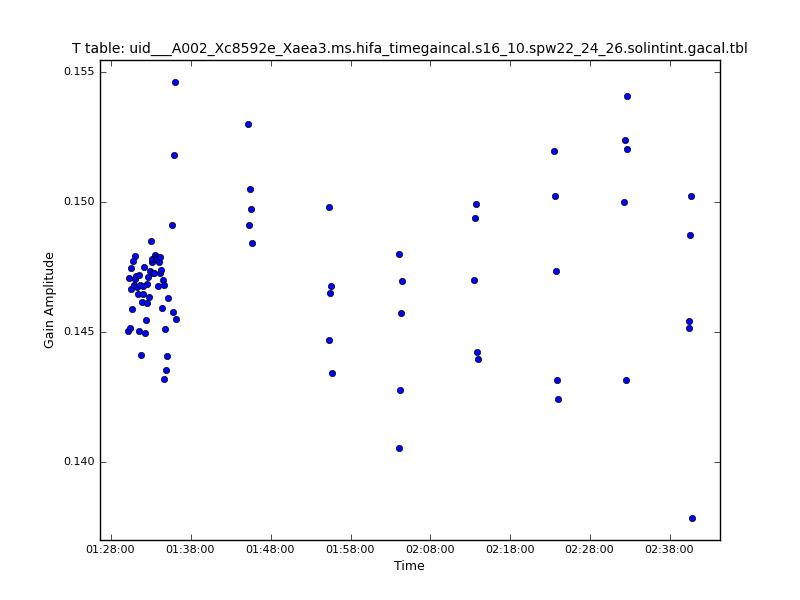 T table: uid___A002_Xc8592e_Xaea3.ms.hifa_timegaincal.s16_10.spw22_24_26.solintint.gacal.tbl
0.155
0.150
0.145
0.140
Gain Amplitude
01:28:00 01:38:00 01:48:00 01:58:00 02:08:00 02:18:00 02:28:00 02:38:00
Time